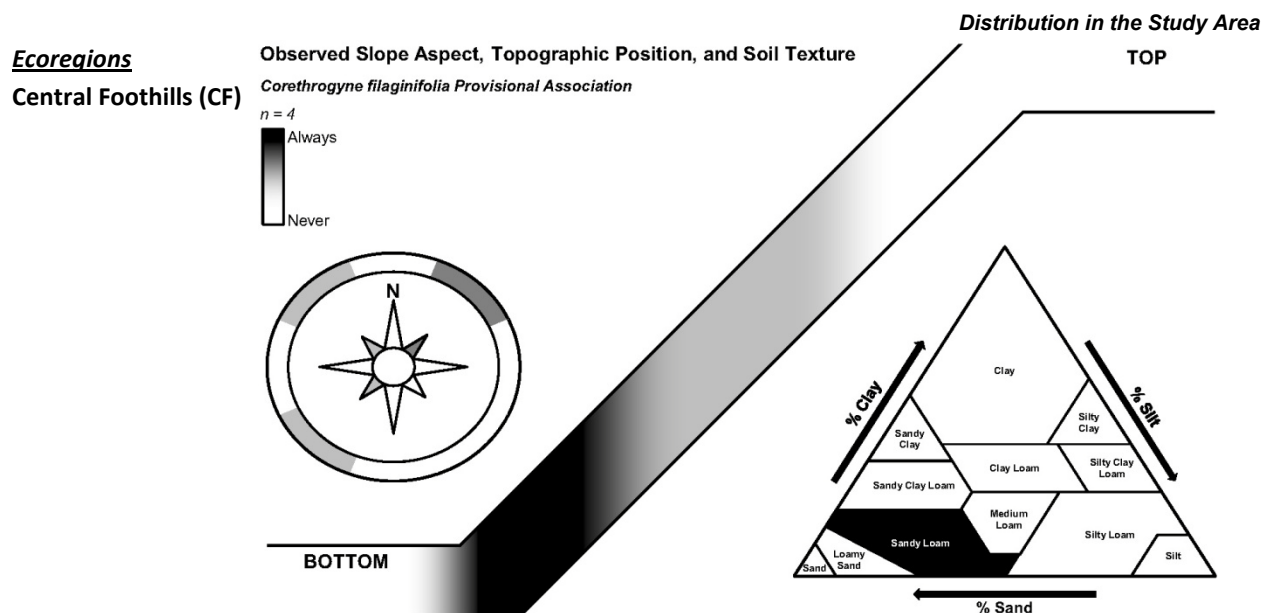 Distribution in the Study Area
Ecoregions
Central Foothills (CF)
Observed Slope Aspect, Topographic Position, and Soil Texture
Corethrogyne filaginifolia Provisional Association
n = 4
Always
Never
TOP
N
BOTTOM
% Clay
% Silt
Clay
Silty
Clay
Sandy
Clay
Clay Loam
Silty Clay
Loam
Sandy Clay Loam
Medium
Loam
Sandy Loam
Silty Loam
Loamy
Sand
Sand
Silt
% Sand